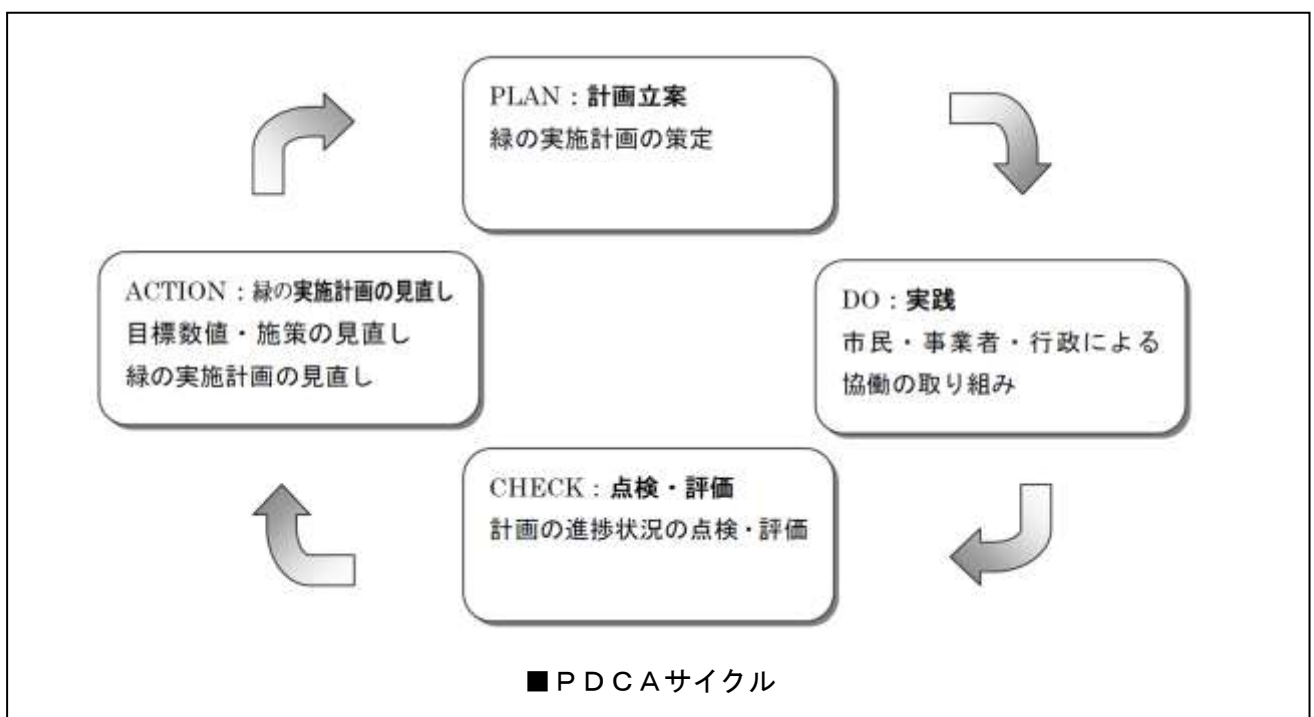 PLAN：計画立案
緑の実施計画の策定
ACTION：緑の実施計画の見直し
目標数値・施策の見直し
緑の実施計画の見直し
DO：実践
市民・事業者・行政による
協働の取り組み
CHECK：点検・評価
計画の進捗状況の点検・評価
■ＰＤＣＡサイクル